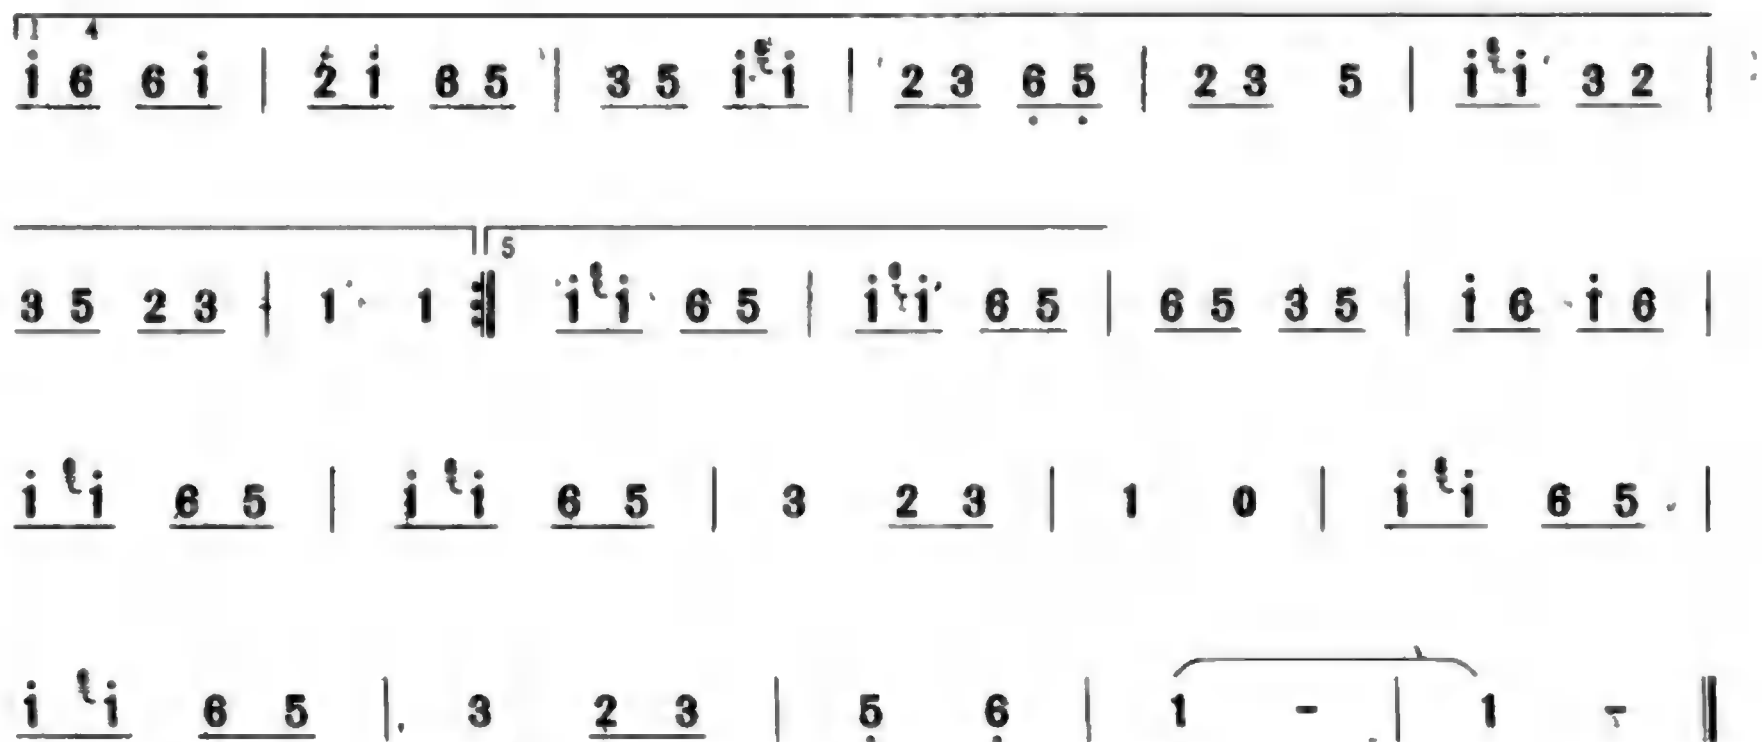 4
i 6 6 i | 2̇ i 6 5 | 3 5 i i | 2 3 6̣ 5̣ | 2 3 5 | i i 3 2 |
5
3 5 2 3 | 1 1 :‖ i i 6 5 | i i 6 5 | 6 5 3 5 | i 6 i 6 |
i i 6 5 | i i 6 5 | 3 2 3 | 1 0 | i i 6 5 |
i i 6 5 | 3 2 3 | 5̣ 6̣ | 1 - | 1 - ‖